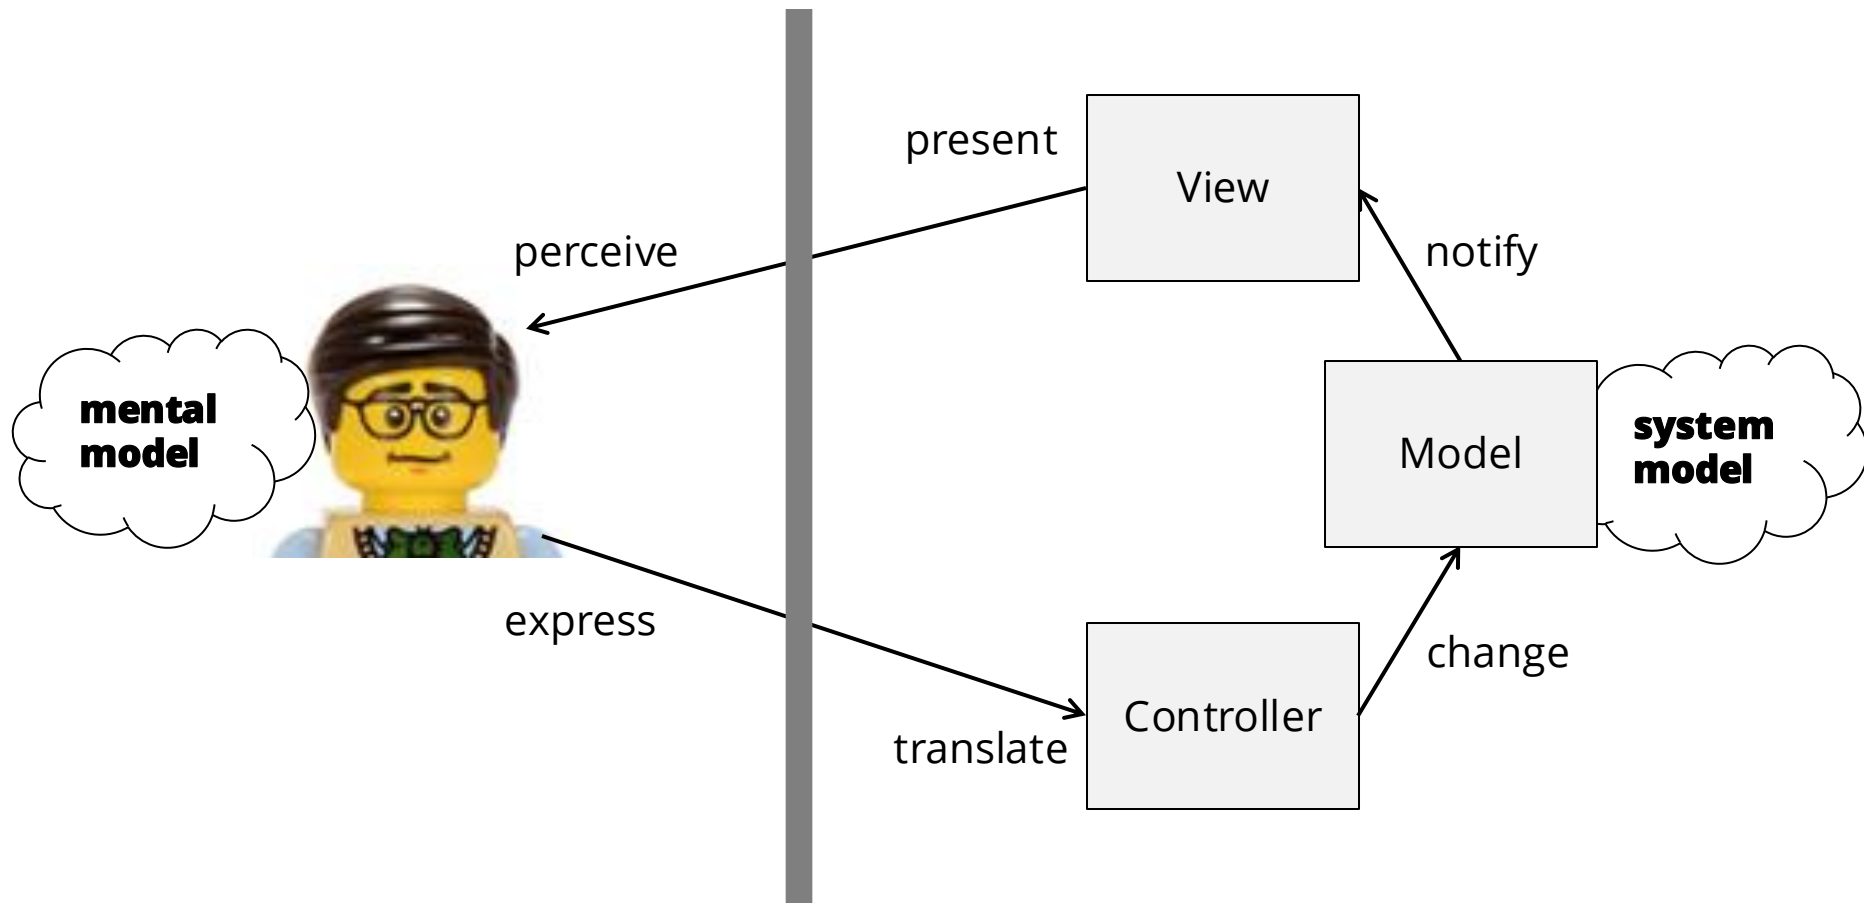 present
View
perceive
notify
mental
model
Model
system
model
express
change
Controller
translate